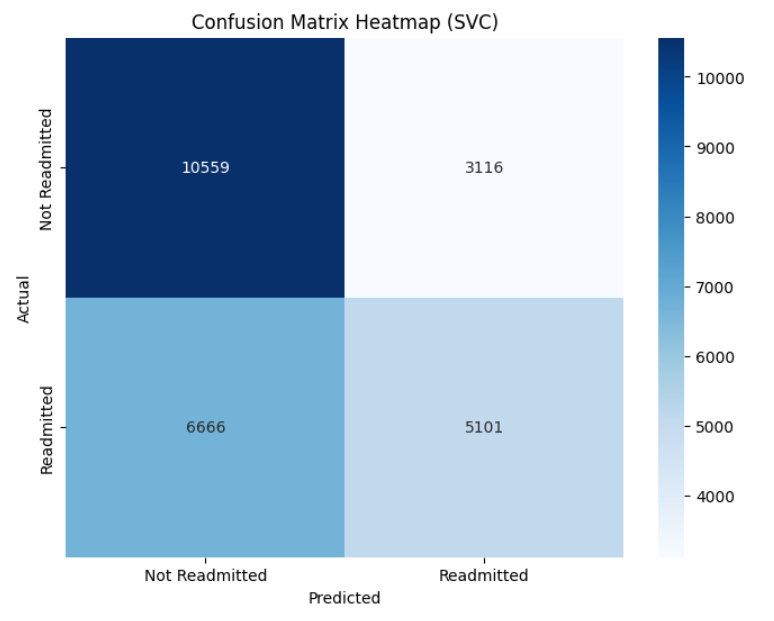 Confusion Matrix Heatmap (SVC)
Not Readmitted
10559
3116
Actual
Readmitted
6666
5101
Not Readmitted
Readmitted
Predicted
10000
9000
8000
7000
6000
5000
4000